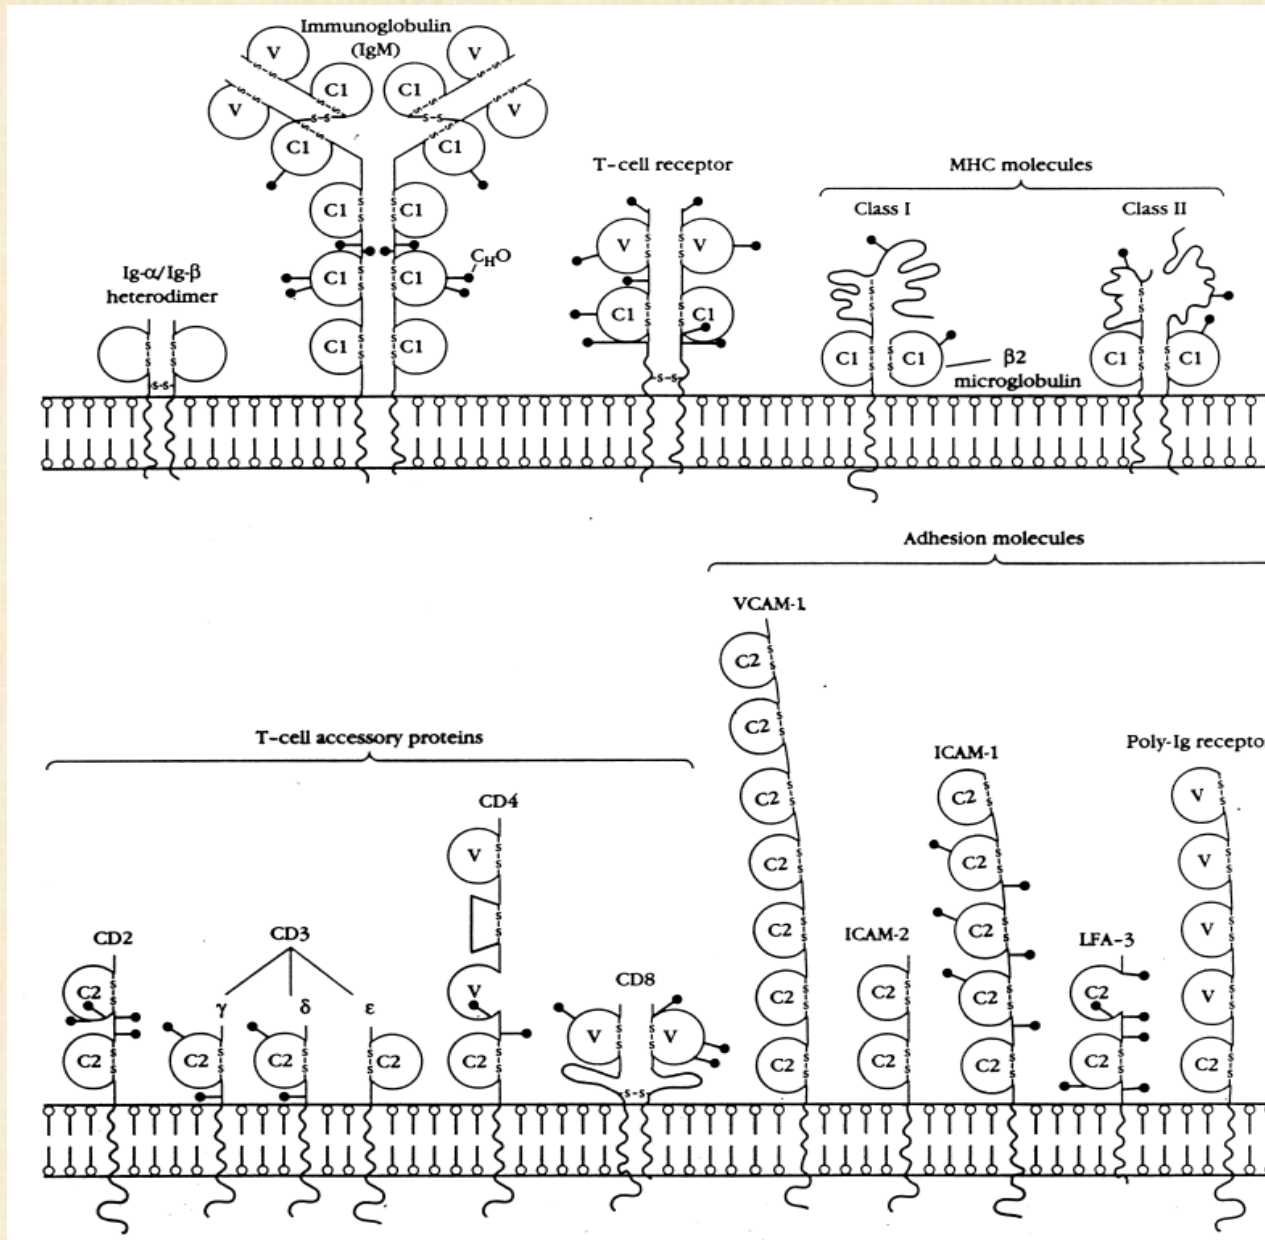 Immunoglobulin
(IgM)
V
V
C1
C1
V
V
S-S
S-S
C1
C1
C1
C1
C1
C1
CHO
C1
C1
Ig-α/Ig-β
heterodimer
S-S
T-cell receptor
V
V
C1
C1
S-S
MHC molecules
Class I
C1
C1
β2
microglobulin
Class II
C1
C1
T-cell accessory proteins
CD2
C2
C2
CD3
γ
δ
ε
C2
C2
C2
CD4
V
V
C2
CD8
V
V
S-S
Adhesion molecules
VCAM-1
C2
C2
C2
C2
C2
C2
C2
ICAM-2
C2
C2
ICAM-1
C2
C2
C2
C2
C2
LFA-3
C2
C2
Poly-Ig recepto
V
V
V
V
C2